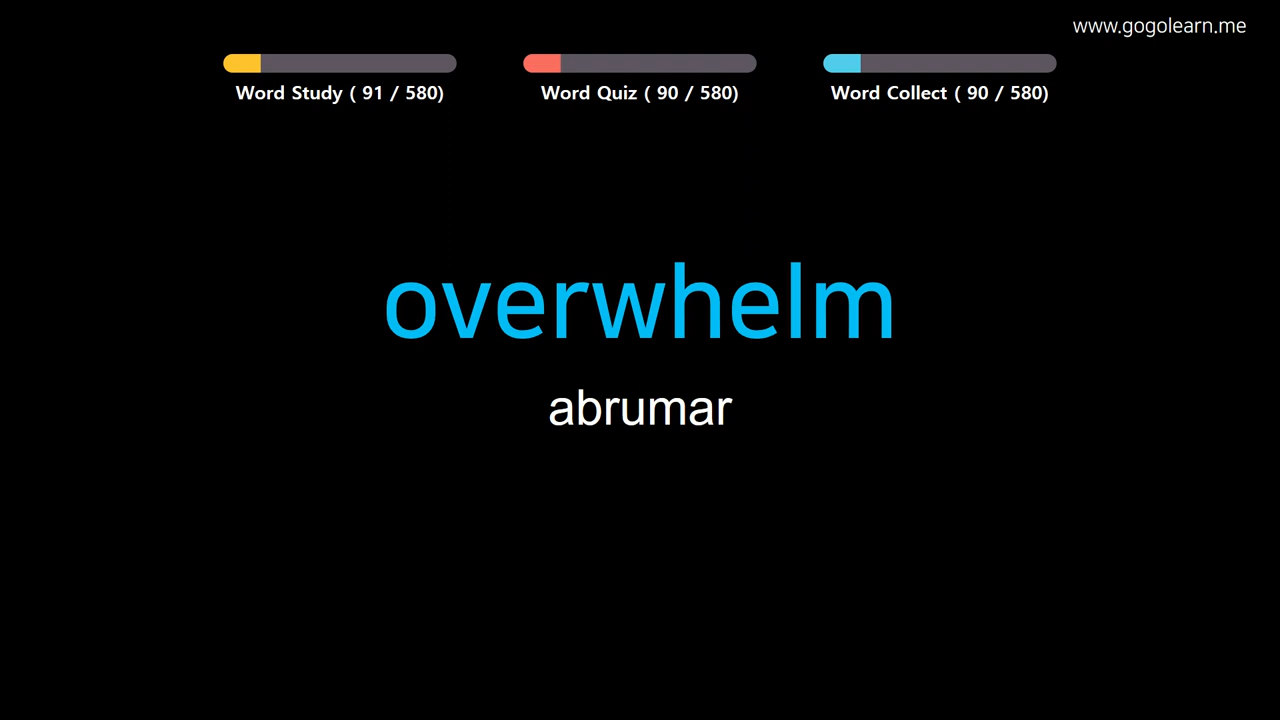 www.gogolearn.me
Word Study ( 91 / 580)
Word Quiz ( 90 / 580)
Word Collect ( 90 / 580)
overwhelm
abrumar